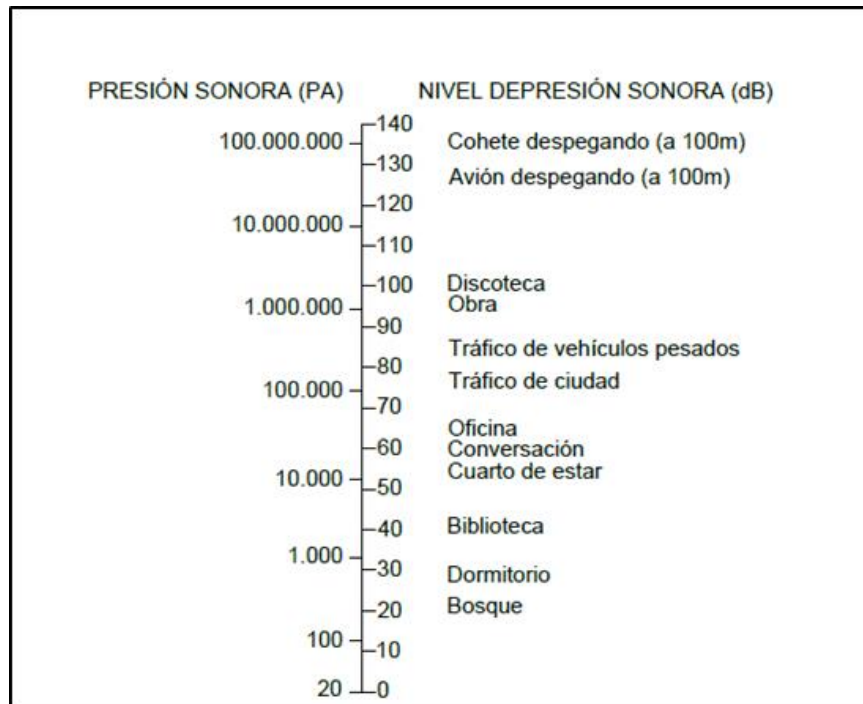 PRESIÓN SONORA (PA) NIVEL DEPRESIÓN SONORA (dB)
140
100.000.000 Cohete despegando (a 100m)
130
Avión despegando (a 100m)
120
10.000.000
110
100 Discoteca
1.000.000 Obra
90
Tráfico de vehículos pesados
80
Tráfico de ciudad
100.000
70
Oficina
60 Conversación
Cuarto de estar
10.000
50
40 Biblioteca
1.000
30 Dormitorio
20 Bosque
100
10
20 0